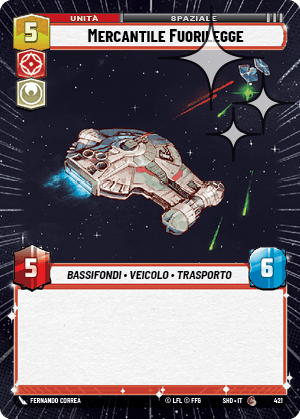 UNITÀ
SPAZIALE
5
MERCANTILE FUORILEGGE
5
6
BASSIFONDI • VEICOLO • TRASPORTO
FERNANDO CORREA
© LFL © FFG
SHD • IT
421